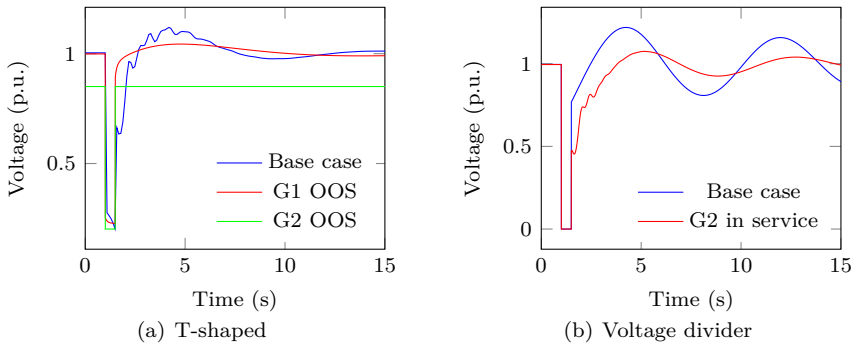 1
0.5
0
5
10
15
Voltage (p.u.)
Time (s)
Base case
G1 OOS
G2 OOS
(a) T-shaped
1
0.5
0
0
5
10
15
Voltage (p.u.)
Time (s)
Base case
G2 in service
(b) Voltage divider